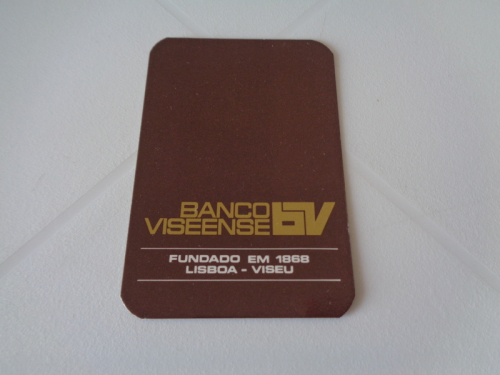 BANCO
VISEENSE bV
FUNDADO EM 1868
LISBOA - VISEU